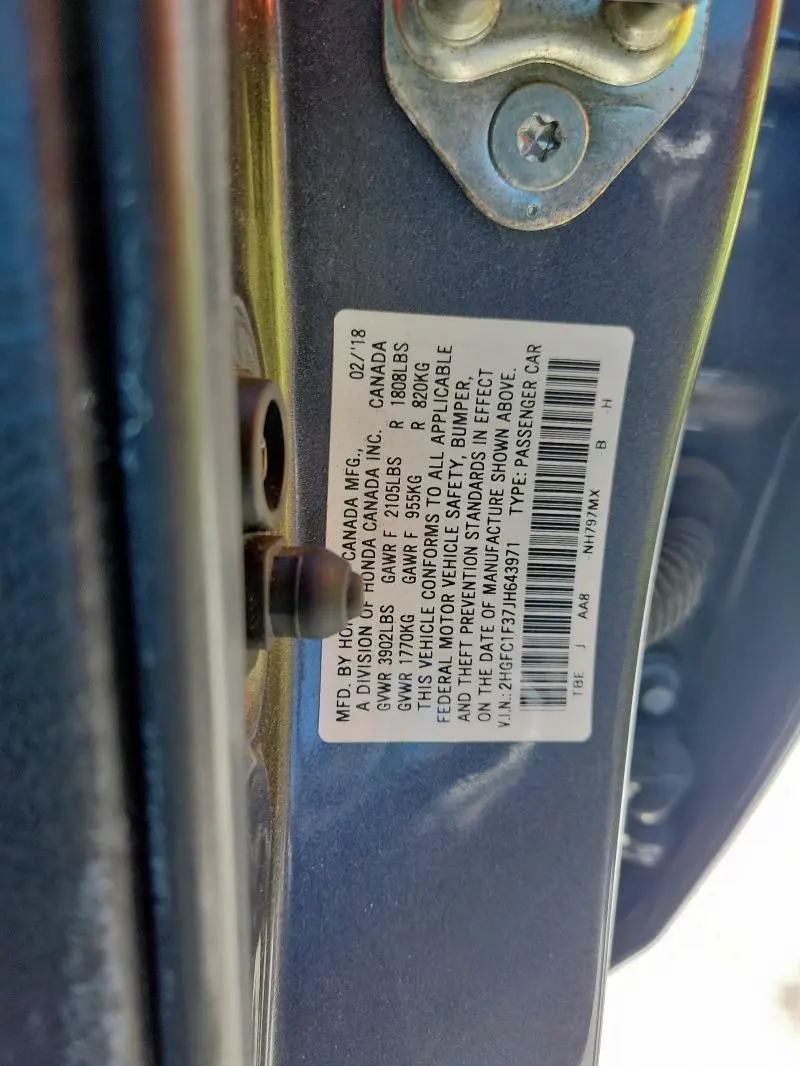 MFD. BY CANADA MFG., 02/'18
A DIVISION OF HONDA CANADA INC. CANADA
GVWR 3902LBS GAWR F 2105LBS R 1808LBS
GVWR 1770KG GAWR F 955KG R 820KG
THIS VEHICLE CONFORMS TO ALL APPLICABLE
FEDERAL MOTOR VEHICLE SAFETY, BUMPER,
AND THEFT PREVENTION STANDARDS IN EFFECT
ON THE DATE OF MANUFACTURE SHOWN ABOVE.
V.I.N.: 2HGFC1F37JH643971 TYPE: PASSENGER CAR
TBE J AA8 -NH797MX -B -H